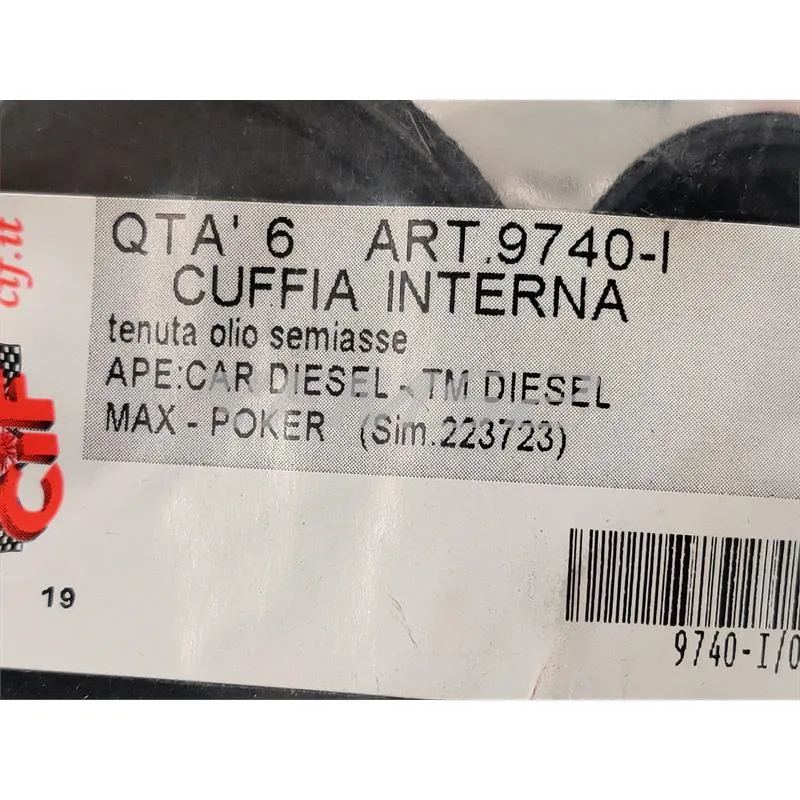 cif.it
CIF
QTA' 6 ART.9740-I
CUFFIA INTERNA
tenuta olio semiasse
APE:CAR DIESEL - TM DIESEL
MAX - POKER (Sim.223723)
19
9740-I/0